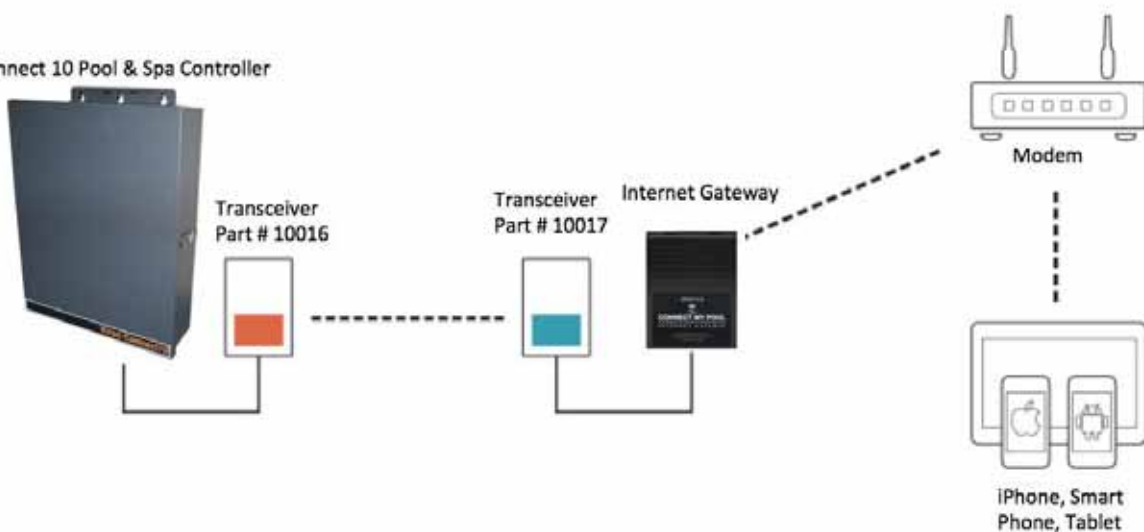 nnect 10 Pool & Spa Controller
Transceiver
Part # 10016
Transceiver
Part # 10017
Internet Gateway
CONNECT MY POOL
Modem
iPhone, Smart
Phone, Tablet